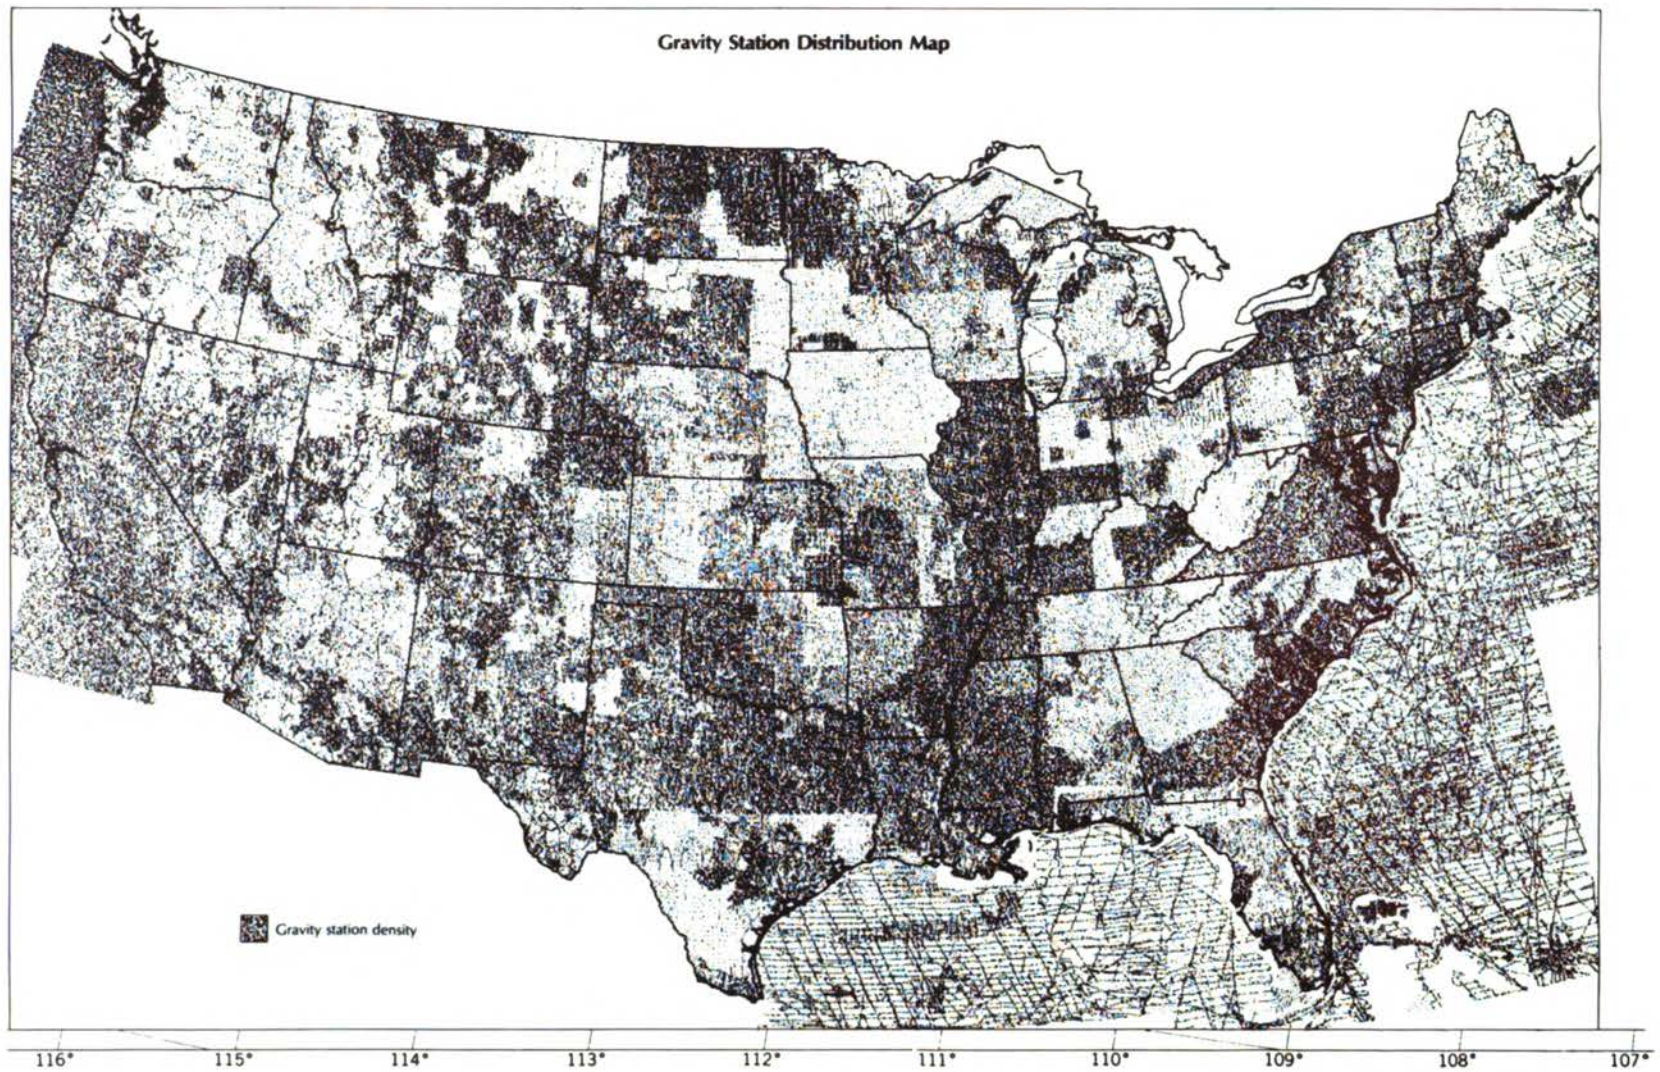 Gravity Station Distribution Map
Gravity station density
116° 115° 114° 113° 112° 111° 110° 109° 108° 107°